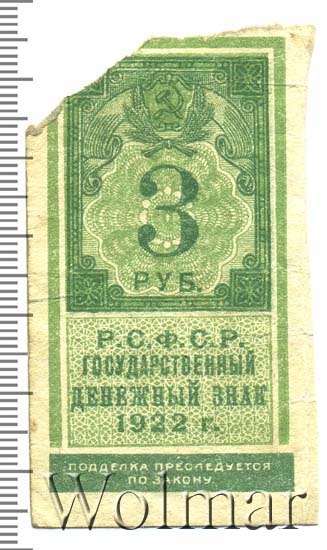 3
РУБ.
Р.С.Ф.С.Р.
ГОСУДАРСТВЕННЫЙ
ДЕНЕЖНЫЙ ЗНАК
1922 г.
ПОДДЕЛКА ПРЕСЛЕДУЕТСЯ
ПО ЗАКОНУ.
Wolmar